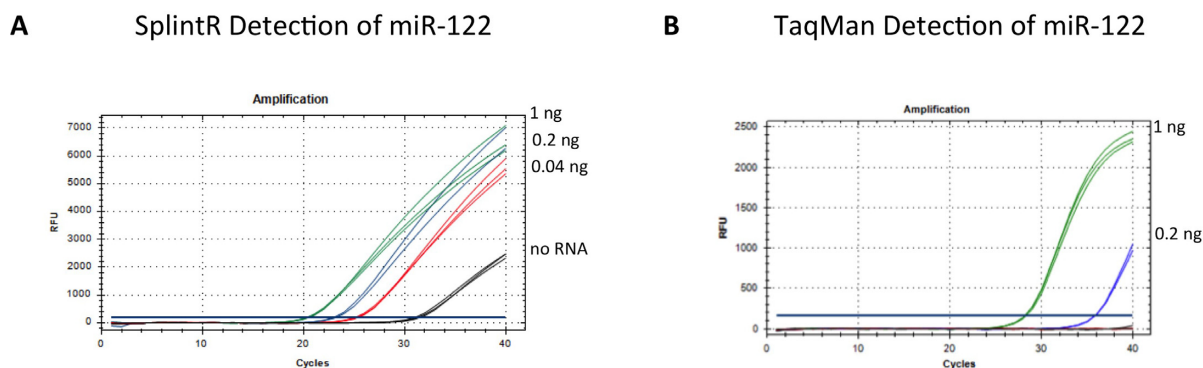 A
SplintR Detection of miR-122
Amplification
7000
6000
5000
4000
3000
2000
1000
0
RFU
0
10
20
30
40
Cycles
1 ng
0.2 ng
0.04 ng
no RNA
B
TaqMan Detection of miR-122
Amplification
2500
2000
1500
1000
500
0
RFU
0
10
20
30
40
Cycles
1 ng
0.2 ng